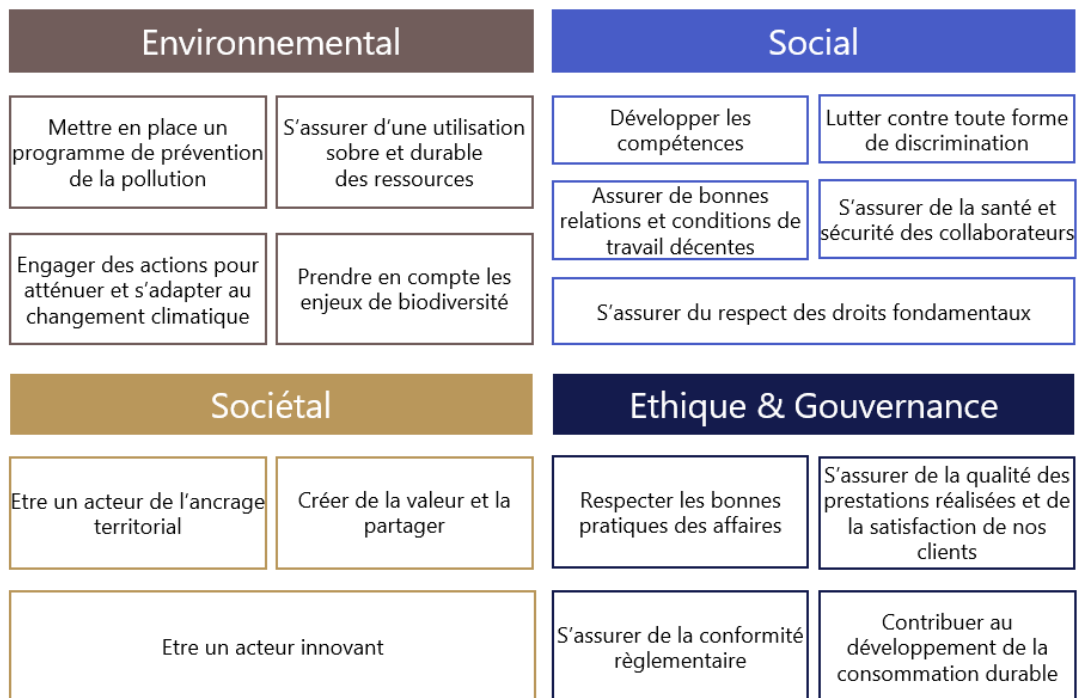 Environnemental
Mettre en place un
programme de prévention
de la pollution
S'assurer d'une utilisation
sobre et durable
des ressources
Engager des actions pour
atténuer et s'adapter au
changement climatique
Prendre en compte les
enjeux de biodiversité
Social
Développer les
compétences
Lutter contre toute forme
de discrimination
Assurer de bonnes
relations et conditions de
travail décentes
S'assurer de la santé et
sécurité des collaborateurs
S'assurer du respect des droits fondamentaux
Sociétal
Etre un acteur de l'ancrage
territorial
Créer de la valeur et la
partager
Etre un acteur innovant
Ethique & Gouvernance
Respecter les bonnes
pratiques des affaires
S'assurer de la qualité des
prestations réalisées et de
la satisfaction de nos
clients
S'assurer de la conformité
règlementaire
Contribuer au
développement de la
consommation durable